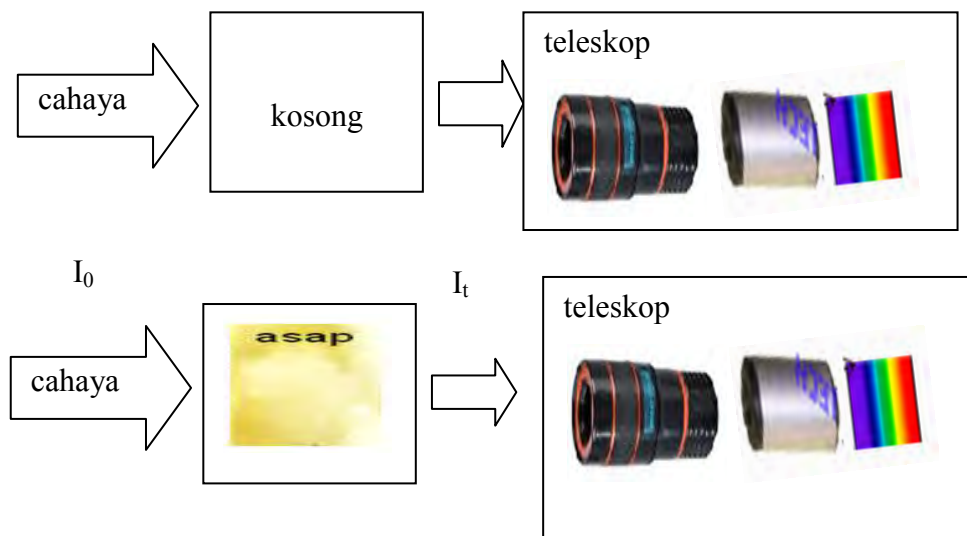 teleskop
cahaya
kosong
I₀
Iₜ
teleskop
asap
cahaya